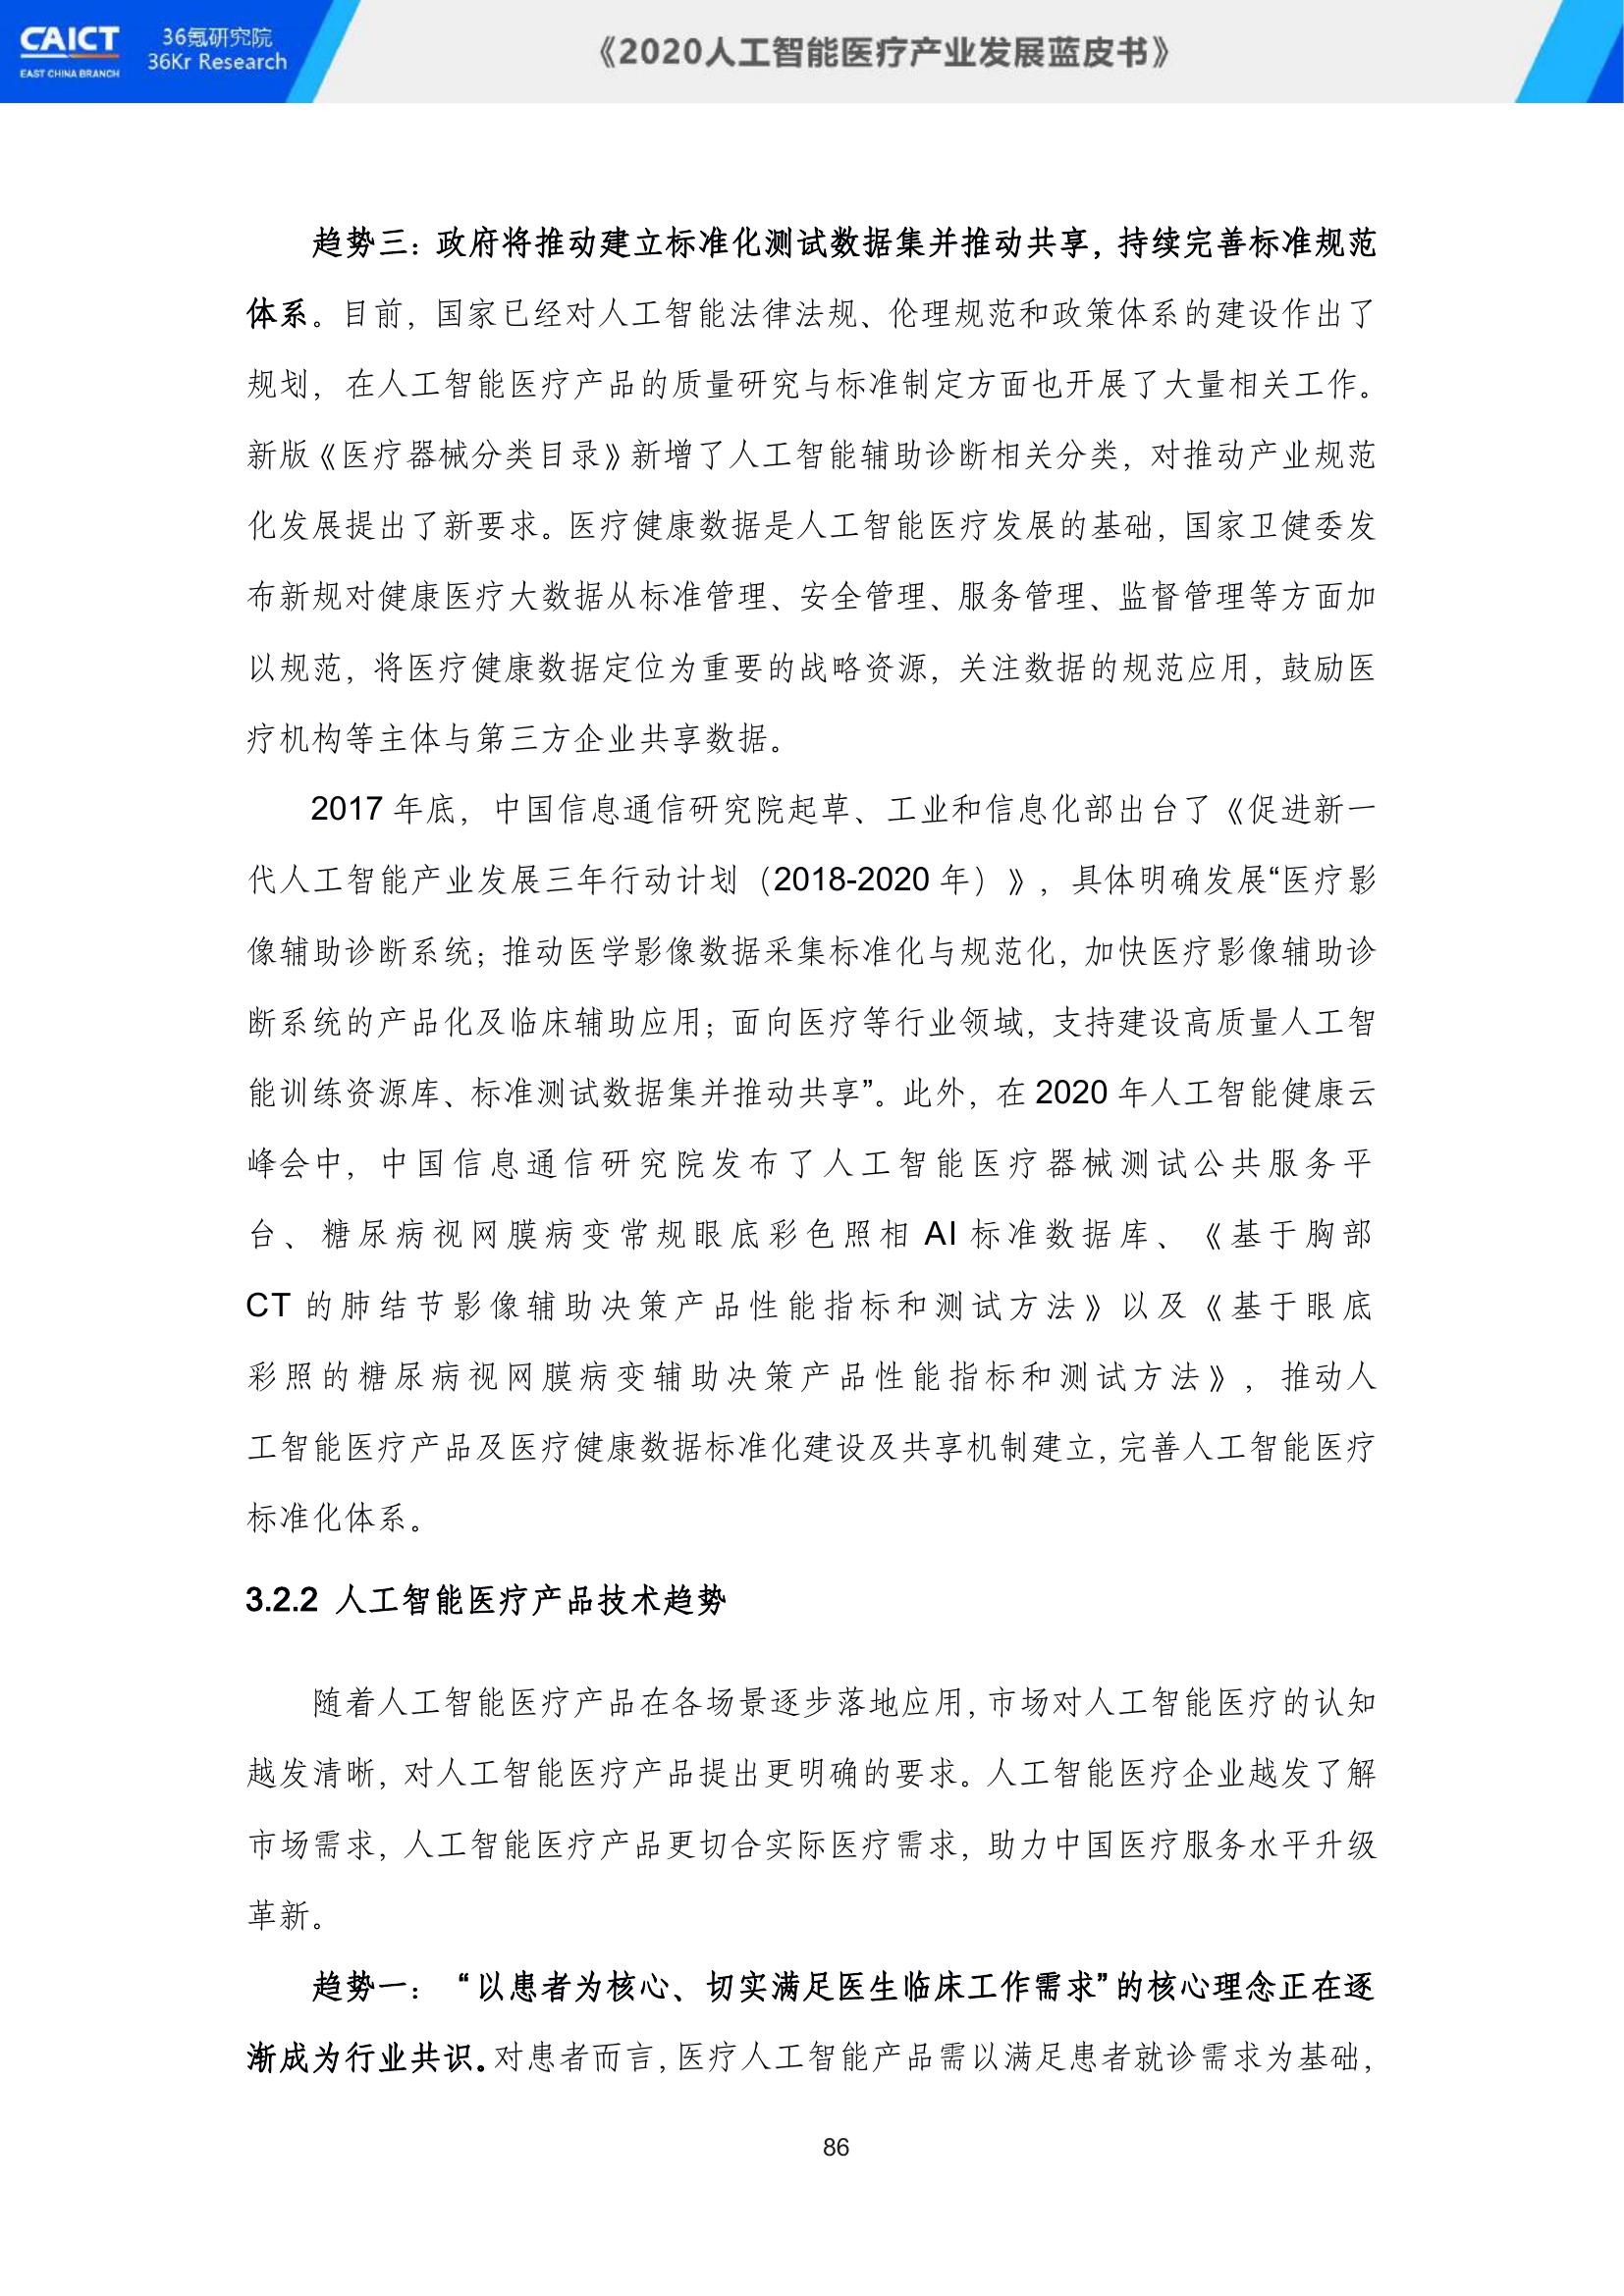 CAICT
EAST CHINA BRANCH
36氪研究院
36Kr Research
《2020人工智能医疗产业发展蓝皮书》
趋势三：政府将推动建立标准化测试数据集并推动共享，持续完善标准规范
体系。目前，国家已经对人工智能法律法规、伦理规范和政策体系的建设作出了
规划，在人工智能医疗产品的质量研究与标准制定方面也开展了大量相关工作。
新版《医疗器械分类目录》新增了人工智能辅助诊断相关分类，对推动产业规范
化发展提出了新要求。医疗健康数据是人工智能医疗发展的基础，国家卫健委发
布新规对健康医疗大数据从标准管理、安全管理、服务管理、监督管理等方面加
以规范，将医疗健康数据定位为重要的战略资源，关注数据的规范应用，鼓励医
疗机构等主体与第三方企业共享数据。
2017 年底，中国信息通信研究院起草、工业和信息化部出台了《促进新一
代人工智能产业发展三年行动计划（2018-2020 年）》，具体明确发展“医疗影
像辅助诊断系统；推动医学影像数据采集标准化与规范化，加快医疗影像辅助诊
断系统的产品化及临床辅助应用；面向医疗等行业领域，支持建设高质量人工智
能训练资源库、标准测试数据集并推动共享”。此外，在 2020 年人工智能健康云
峰会中，中国信息通信研究院发布了人工智能医疗器械测试公共服务平
台、糖尿病视网膜病变常规眼底彩色照相 AI 标准数据库、《基于胸部
CT 的肺结节影像辅助决策产品性能指标和测试方法》以及《基于眼底
彩照的糖尿病视网膜病变辅助决策产品性能指标和测试方法》，推动人
工智能医疗产品及医疗健康数据标准化建设及共享机制建立，完善人工智能医疗
标准化体系。
3.2.2 人工智能医疗产品技术趋势
随着人工智能医疗产品在各场景逐步落地应用，市场对人工智能医疗的认知
越发清晰，对人工智能医疗产品提出更明确的要求。人工智能医疗企业越发了解
市场需求，人工智能医疗产品更切合实际医疗需求，助力中国医疗服务水平升级
革新。
趋势一：“以患者为核心、切实满足医生临床工作需求”的核心理念正在逐
渐成为行业共识。对患者而言，医疗人工智能产品需以满足患者就诊需求为基础，
86